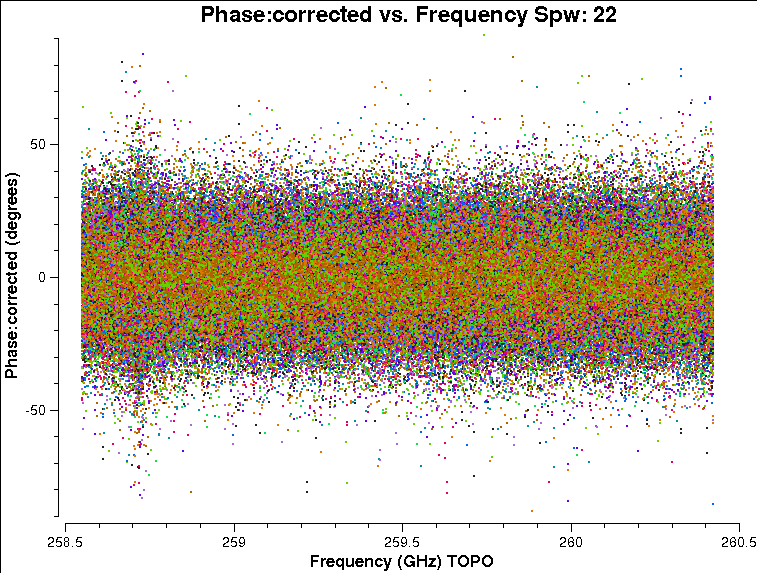 Phase:corrected vs. Frequency Spw: 22
Phase:corrected (degrees)
50
0
-50
258.5 259 259.5 260 260.5
Frequency (GHz) TOPO